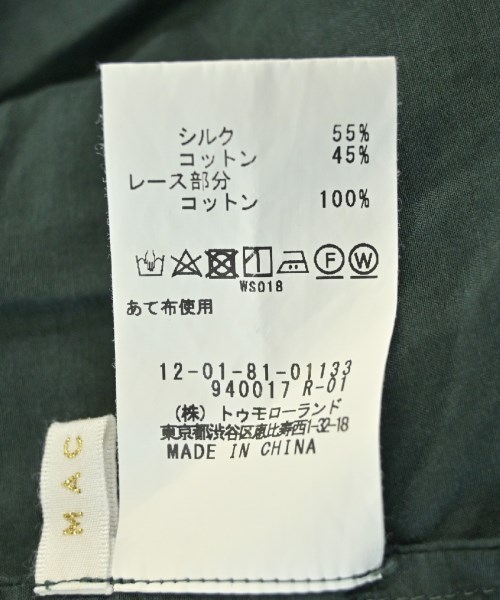 シルク 55%
コットン 45%
レース部分
コットン 100%
F W
WS018
あて布使用
12-01-81-01133
940017 R-01
（株）トゥモローランド
東京都渋谷区恵比寿西1-32-18
MADE IN CHINA
MAC